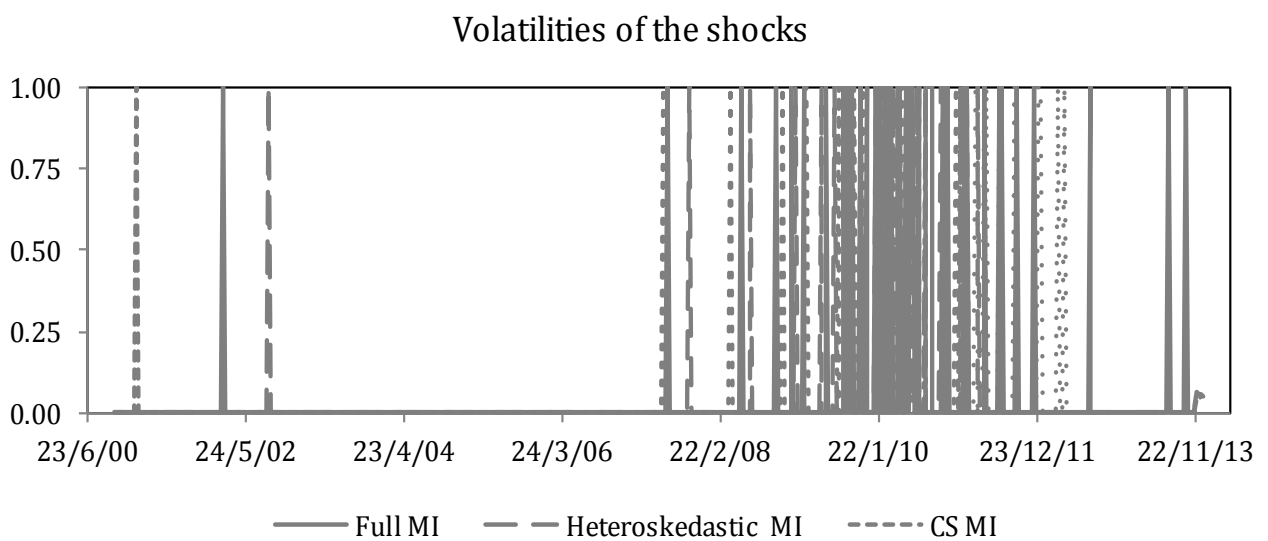 Volatilities of the shocks
1.00
0.75
0.50
0.25
0.00
23/6/00 24/5/02 23/4/04 24/3/06 22/2/08 22/1/10 23/12/11 22/11/13
Full MI Heteroskedastic MI CS MI